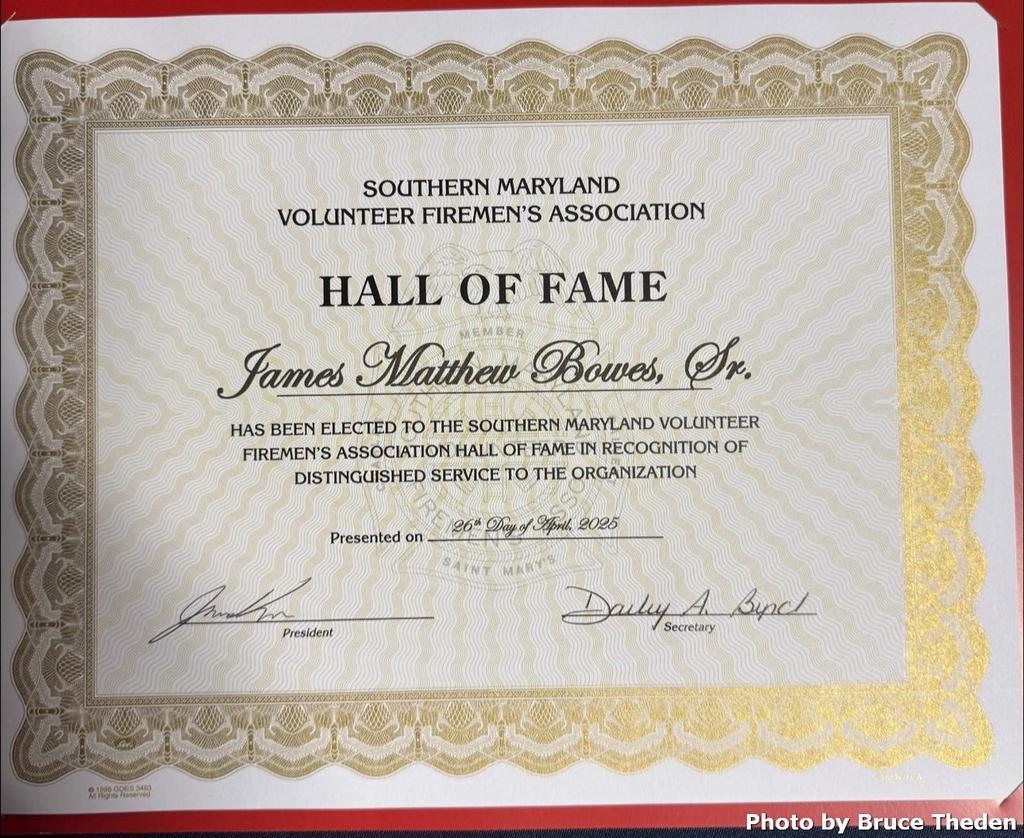 SOUTHERN MARYLAND
VOLUNTEER FIREMEN'S ASSOCIATION
HALL OF FAME
MEMBER
James Matthew Bowes, Sr.
HAS BEEN ELECTED TO THE SOUTHERN MARYLAND VOLUNTEER
FIREMEN'S ASSOCIATION HALL OF FAME IN RECOGNITION OF
DISTINGUISHED SERVICE TO THE ORGANIZATION
Presented on 26th Day of April, 2025
SAINT MARY'S
President
Secretary
All Rights Reserved
Photo by Bruce Theden